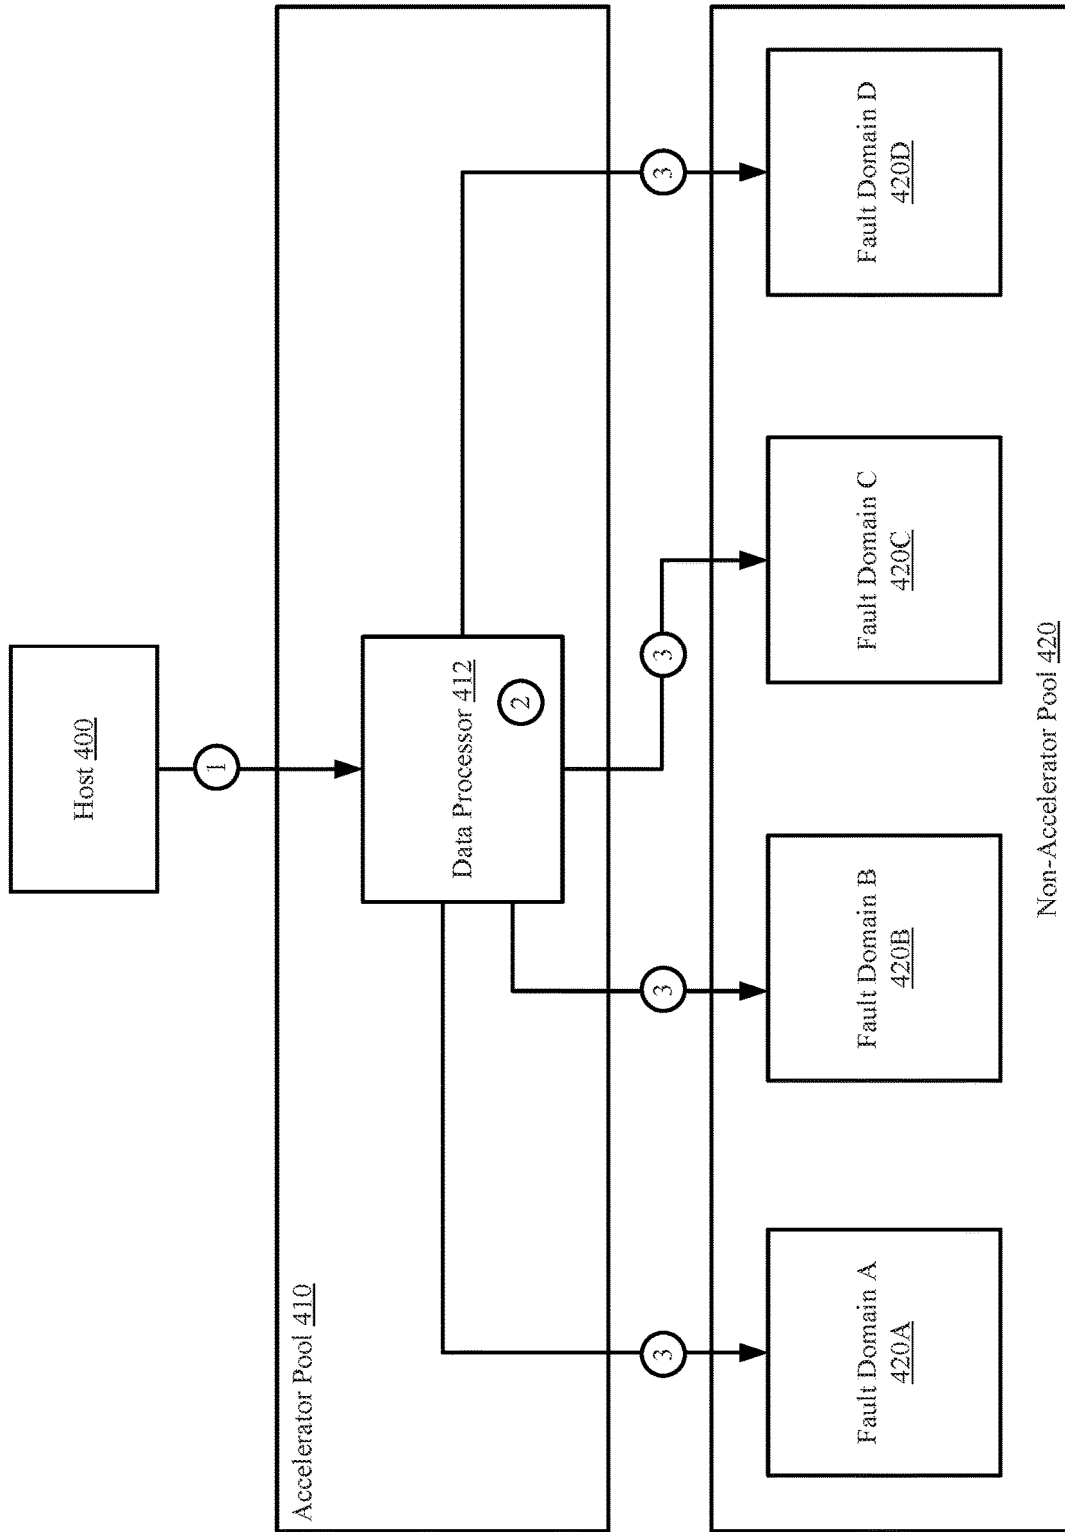 Host 400
1
Accelerator Pool 410
Data Processor 412
2
3
3
3
3
Fault Domain A
420A
Fault Domain B
420B
Fault Domain C
420C
Fault Domain D
420D
Non-Accelerator Pool 420